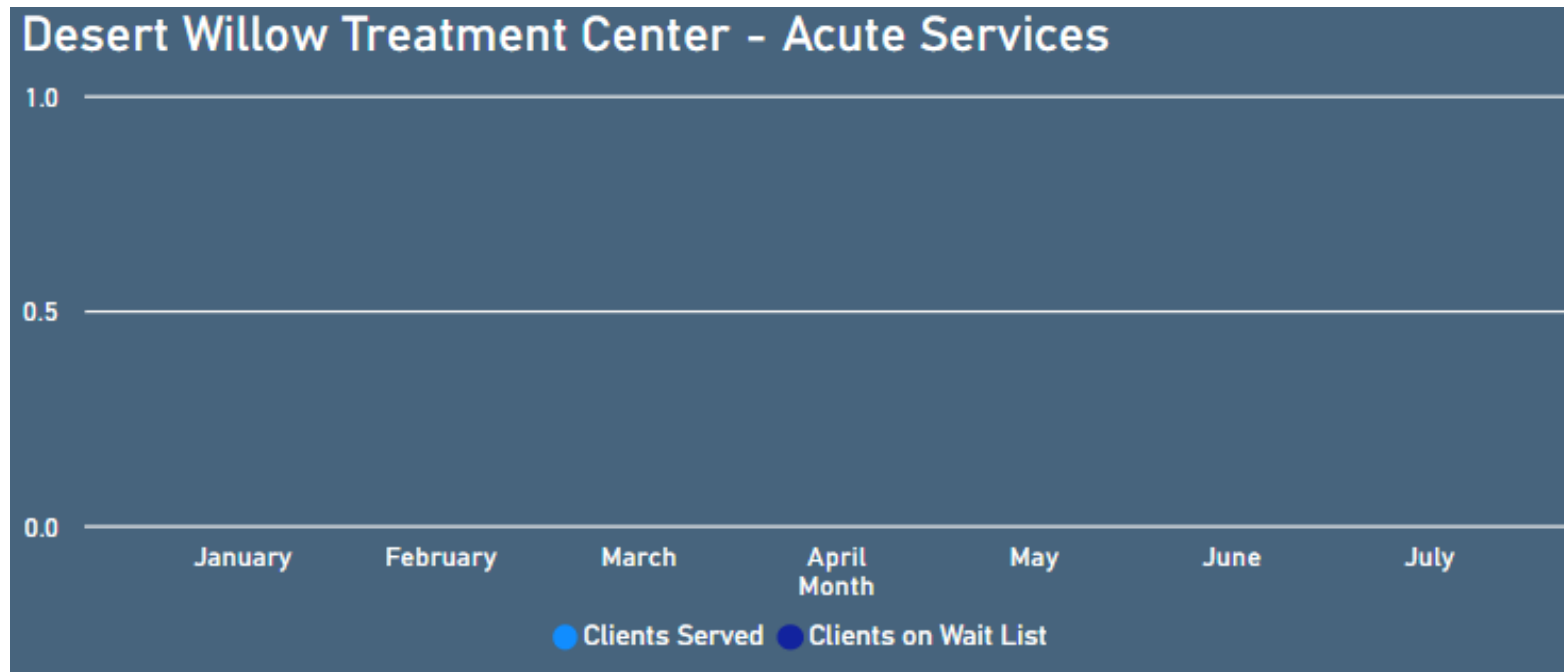 Desert Willow Treatment Center - Acute Services
1.0
0.5
0.0
January February March April May June July
Month
Clients Served Clients on Wait List